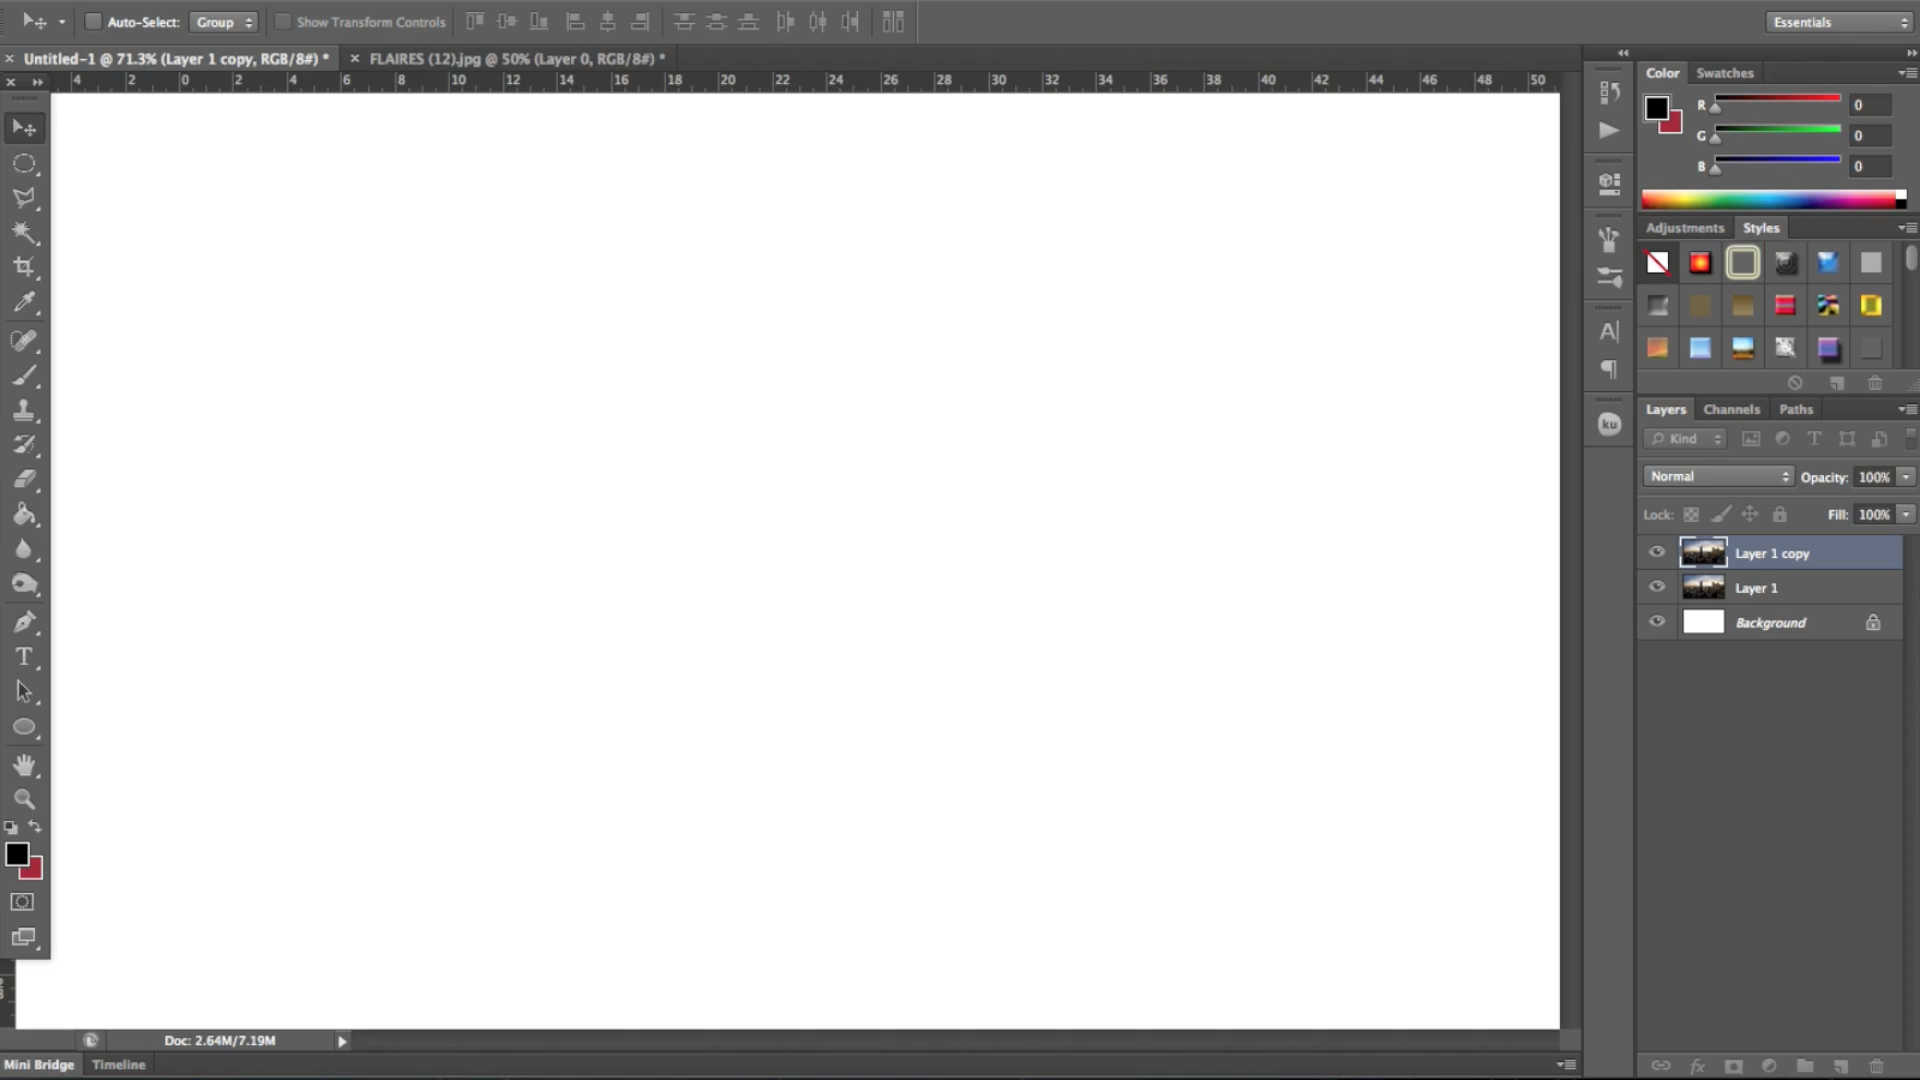 Auto-Select: Group Show Transform Controls Essentials
Untitled-1 @ 71.3% (Layer 1 copy, RGB/8#) * FLAIRES (12).jpg @ 50% (Layer 0, RGB/8#) *
4 2 0 2 4 6 8 10 12 14 16 18 20 22 24 26 28 30 32 34 36 38 40 42 44 46 48 50
Color Swatches
R 0
G 0
B 0
Adjustments Styles
A|
ku
Layers Channels Paths
Kind
Normal Opacity: 100%
Lock: Fill: 100%
Layer 1 copy
Layer 1
Background
T
fx
Doc: 2.64M/7.19M
Mini Bridge Timeline